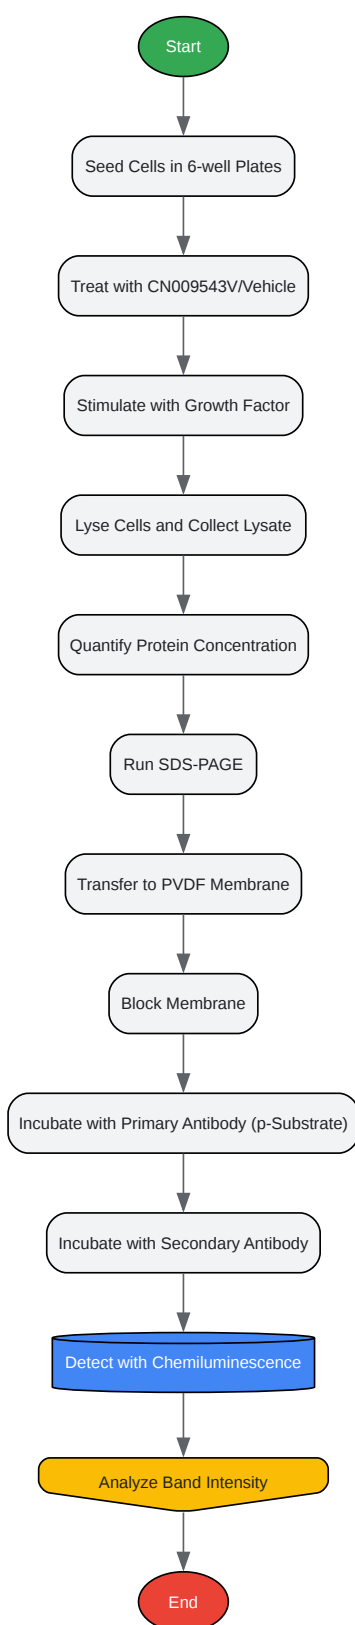 Start
Seed Cells in 6-well Plates
Treat with CN009543V/Vehicle
Stimulate with Growth Factor
Lyse Cells and Collect Lysate
Quantify Protein Concentration
Run SDS-PAGE
Transfer to PVDF Membrane
Block Membrane
Incubate with Primary Antibody (p-Substrate)
Incubate with Secondary Antibody
Detect with Chemiluminescence
Analyze Band Intensity
End